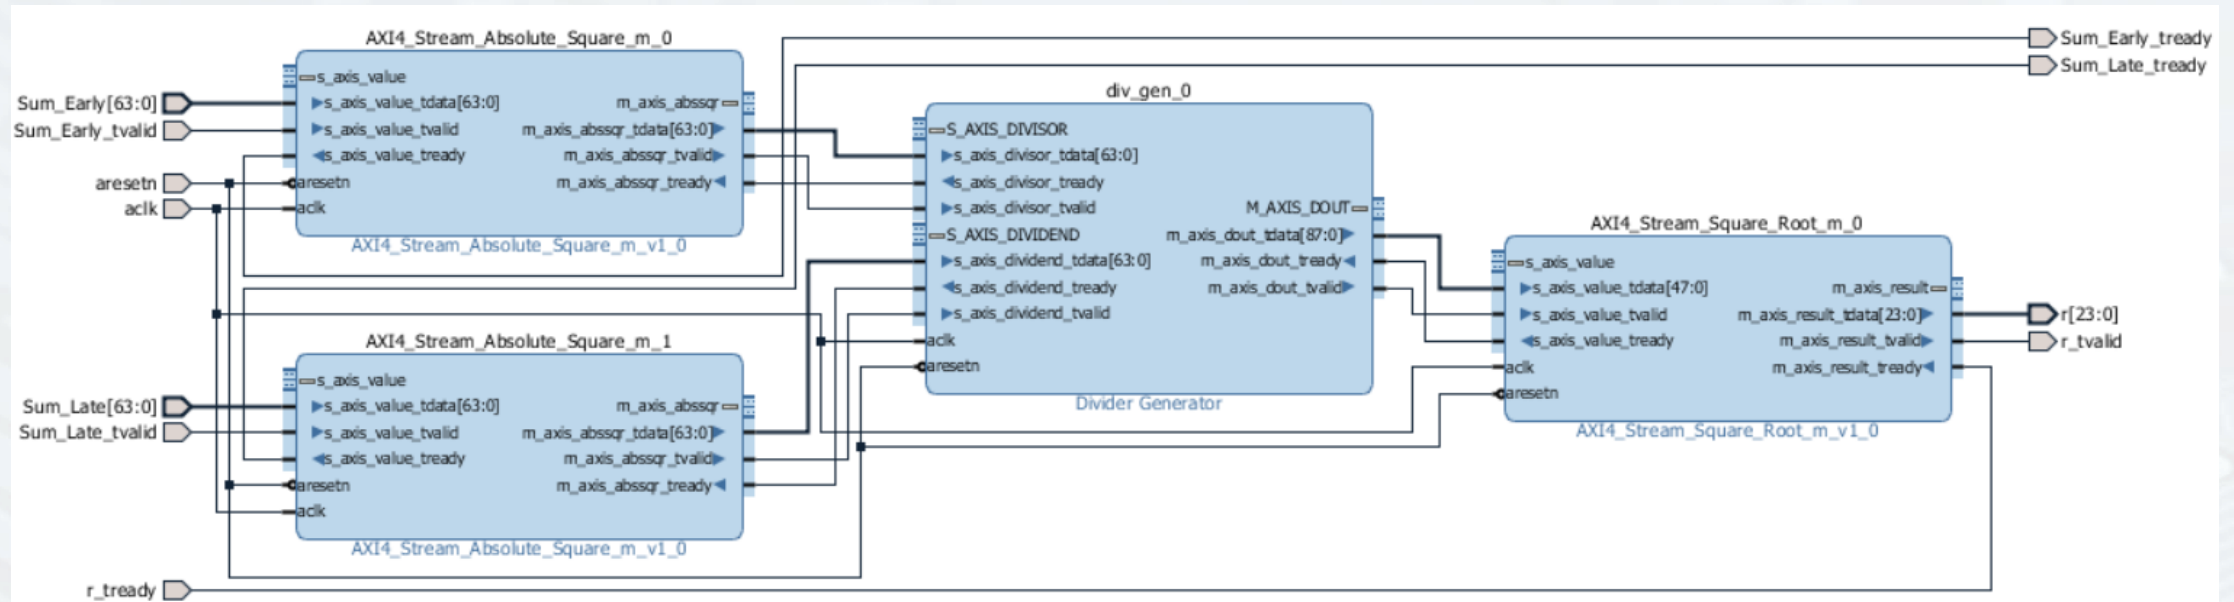 AXI4_Stream_Absolute_Square_m_0
s_axis_value
Sum_Early[63:0]
s_axis_value_tdata[63:0]
m_axis_abssqr
Sum_Early_tvalid
s_axis_value_tvalid
m_axis_abssqr_tdata[63:0]
s_axis_value_tready
m_axis_abssqr_tvalid
aresetn
aresetn
m_axis_abssqr_tready
aclk
aclk
AXI4_Stream_Absolute_Square_m_v1_0
AXI4_Stream_Absolute_Square_m_1
s_axis_value
Sum_Late[63:0]
s_axis_value_tdata[63:0]
m_axis_abssqr
Sum_Late_tvalid
s_axis_value_tvalid
m_axis_abssqr_tdata[63:0]
s_axis_value_tready
m_axis_abssqr_tvalid
aresetn
m_axis_abssqr_tready
aclk
AXI4_Stream_Absolute_Square_m_v1_0
r_tready
div_gen_0
S_AXIS_DIVISOR
s_axis_divisor_tdata[63:0]
s_axis_divisor_tready
s_axis_divisor_tvalid
M_AXIS_DOUT
S_AXIS_DIVIDEND
m_axis_dout_tdata[87:0]
s_axis_dividend_tdata[63:0]
m_axis_dout_tready
s_axis_dividend_tready
m_axis_dout_tvalid
s_axis_dividend_tvalid
aclk
aresetn
Divider Generator
AXI4_Stream_Square_Root_m_0
s_axis_value
s_axis_value_tdata[47:0]
m_axis_result
s_axis_value_tvalid
m_axis_result_tdata[23:0]
s_axis_value_tready
m_axis_result_tvalid
aclk
m_axis_result_tready
aresetn
AXI4_Stream_Square_Root_m_v1_0
Sum_Early_tready
Sum_Late_tready
r[23:0]
r_tvalid